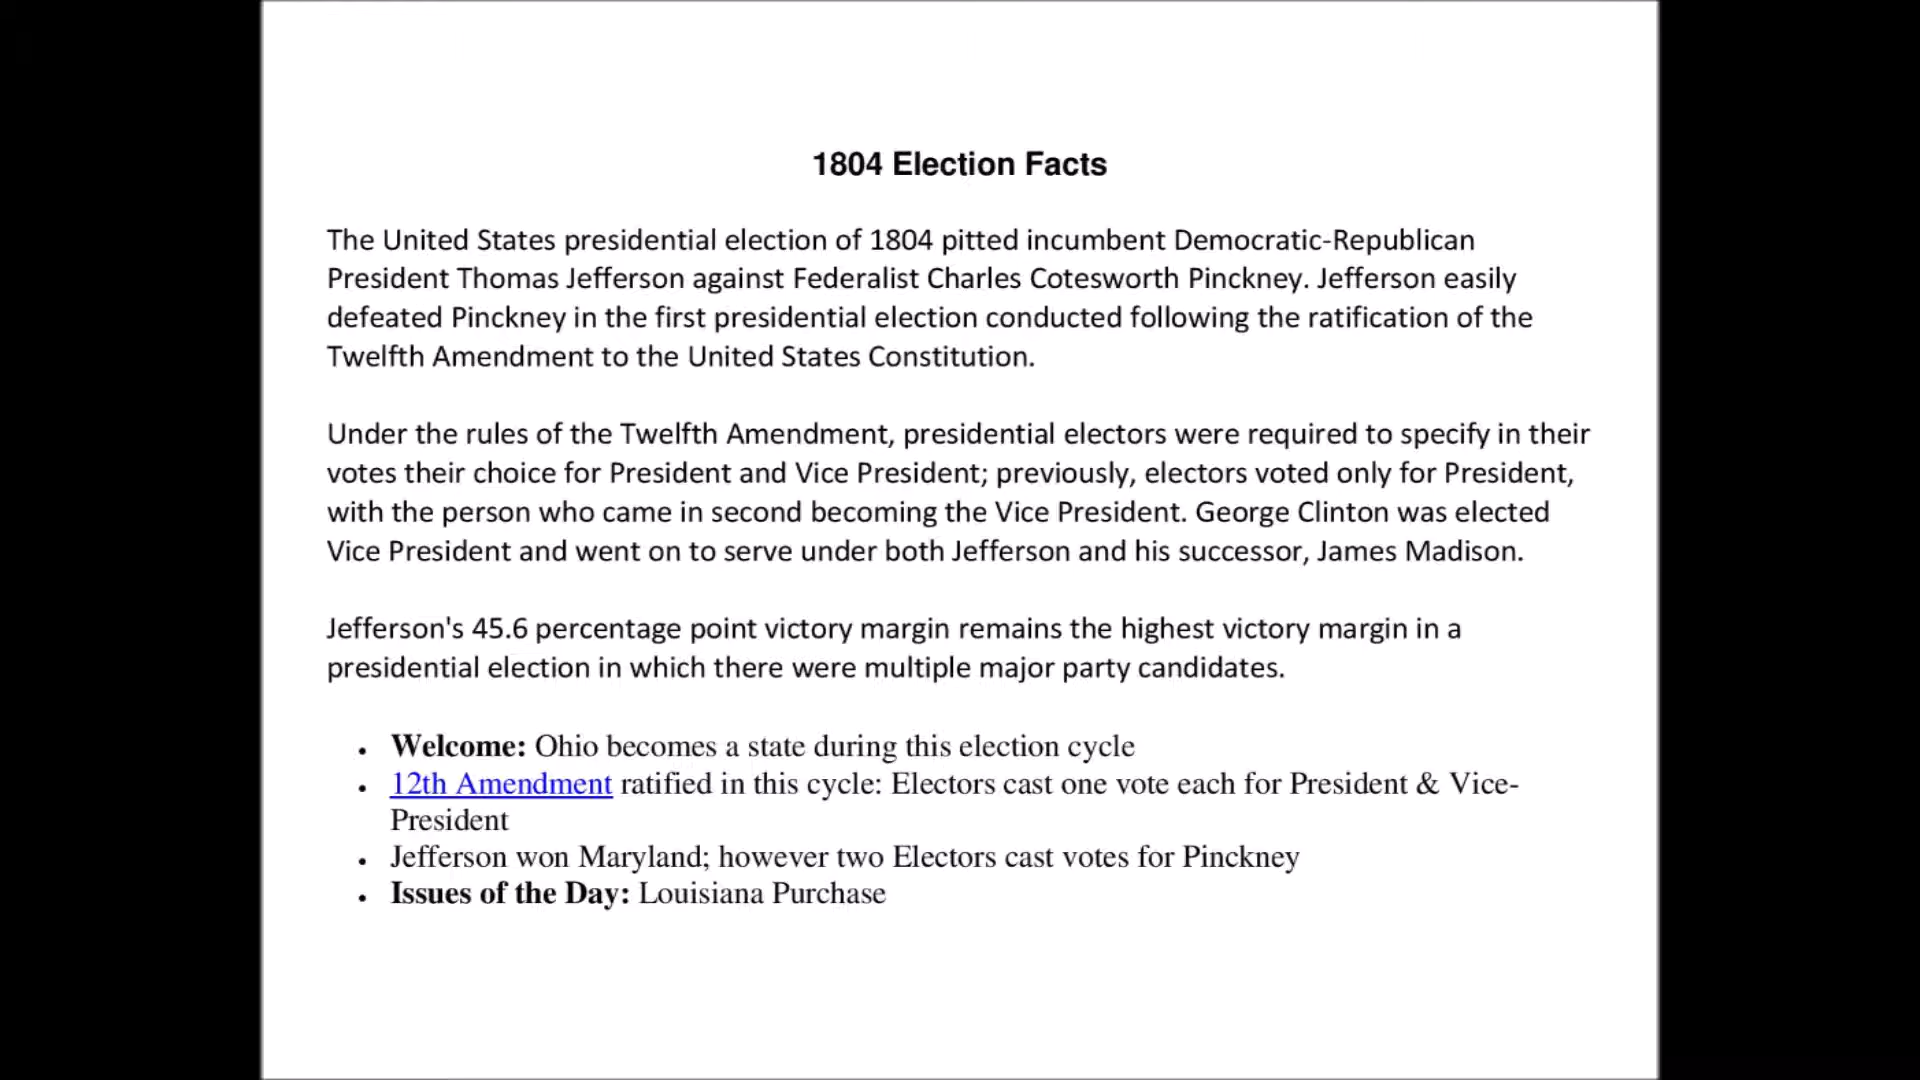 1804 Election Facts
The United States presidential election of 1804 pitted incumbent Democratic-Republican
President Thomas Jefferson against Federalist Charles Cotesworth Pinckney. Jefferson easily
defeated Pinckney in the first presidential election conducted following the ratification of the
Twelfth Amendment to the United States Constitution.
Under the rules of the Twelfth Amendment, presidential electors were required to specify in their
votes their choice for President and Vice President; previously, electors voted only for President,
with the person who came in second becoming the Vice President. George Clinton was elected
Vice President and went on to serve under both Jefferson and his successor, James Madison.
Jefferson's 45.6 percentage point victory margin remains the highest victory margin in a
presidential election in which there were multiple major party candidates.
• Welcome: Ohio becomes a state during this election cycle
• 12th Amendment ratified in this cycle: Electors cast one vote each for President & Vice-
President
• Jefferson won Maryland; however two Electors cast votes for Pinckney
• Issues of the Day: Louisiana Purchase